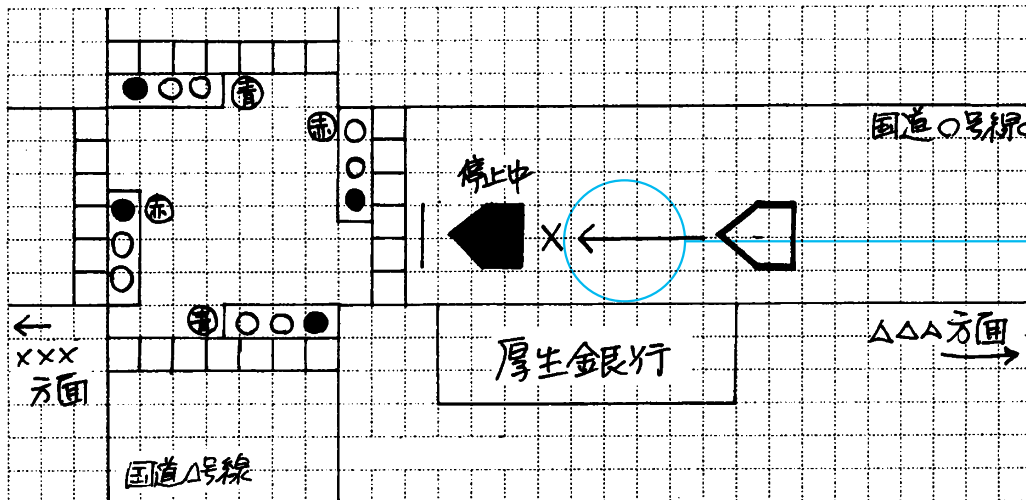 青
赤
国道○号線
停止中
×
赤
青
←
×××
方面
厚生銀行
△△△方面
→
国道△号線